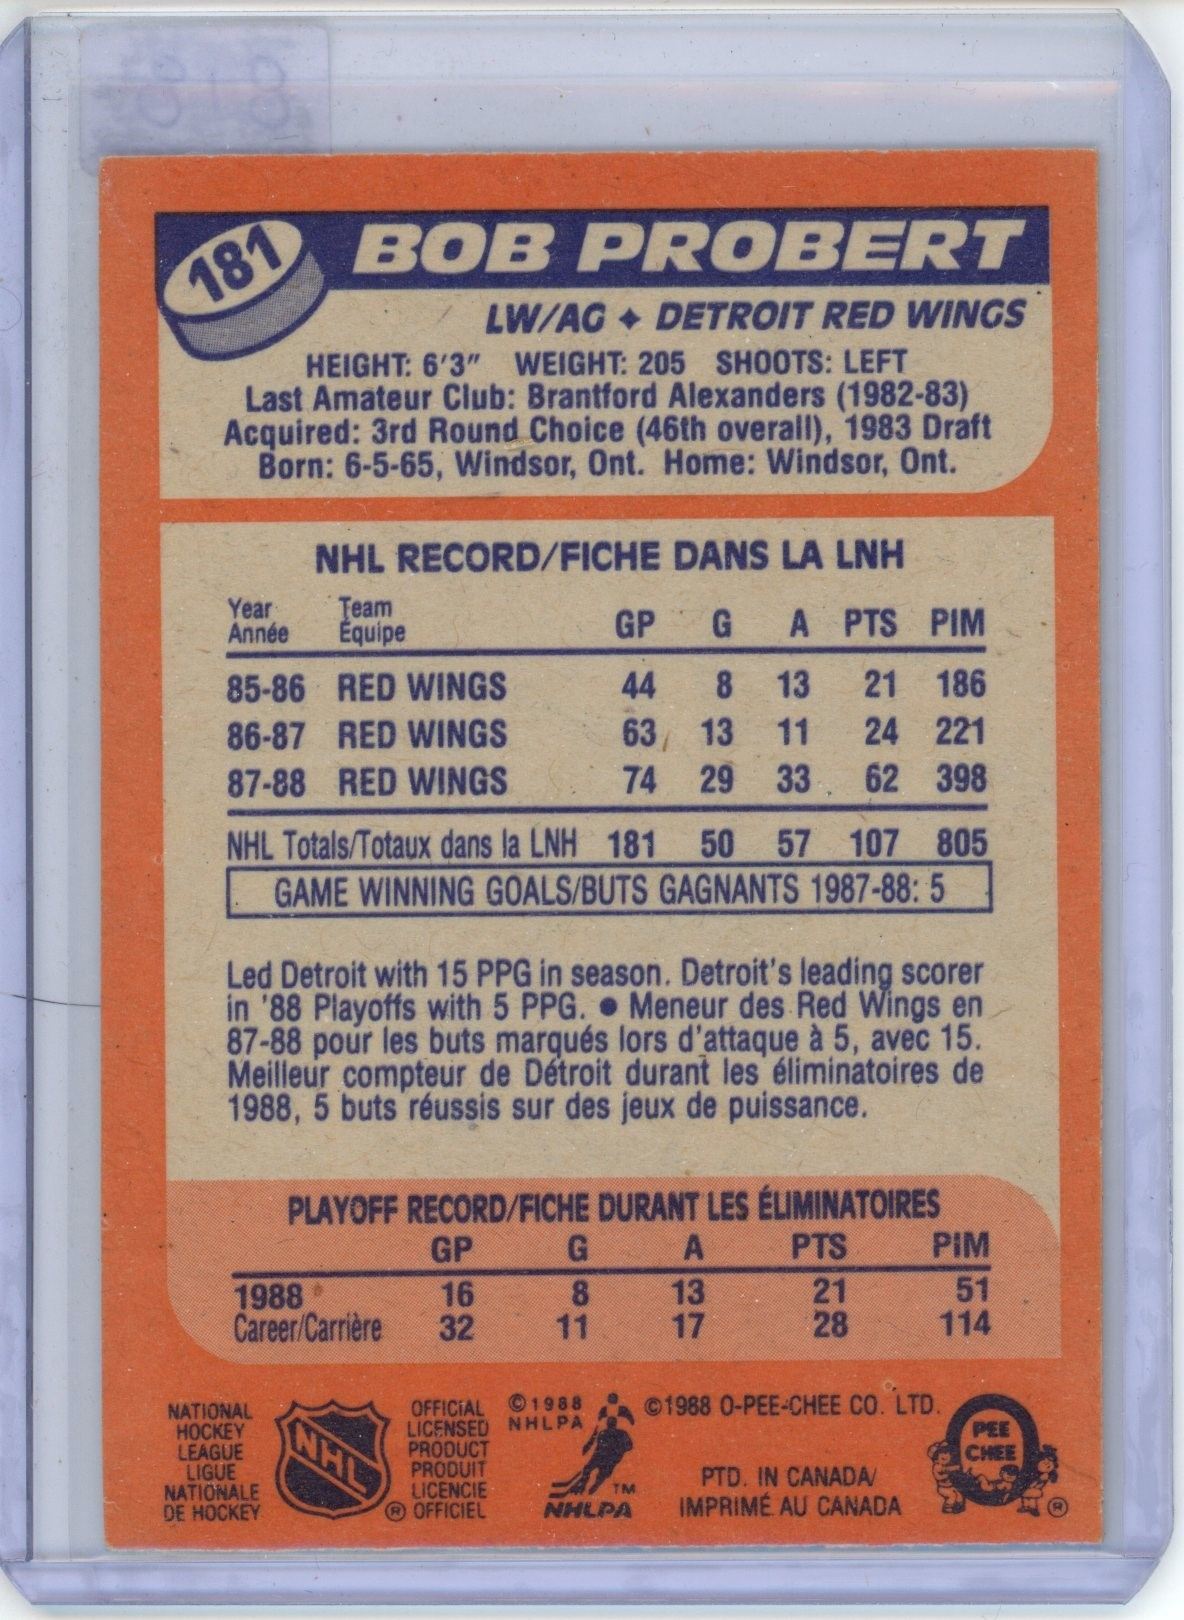 181 BOB PROBERT
LW/AG ♦ DETROIT RED WINGS
HEIGHT: 6'3" WEIGHT: 205 SHOOTS: LEFT
Last Amateur Club: Brantford Alexanders (1982-83)
Acquired: 3rd Round Choice (46th overall), 1983 Draft
Born: 6-5-65, Windsor, Ont. Home: Windsor, Ont.
NHL RECORD/FICHE DANS LA LNH
Year Team
Année Équipe GP G A PTS PIM
85-86 RED WINGS 44 8 13 21 186
86-87 RED WINGS 63 13 11 24 221
87-88 RED WINGS 74 29 33 62 398
NHL Totals/Totaux dans la LNH 181 50 57 107 805
GAME WINNING GOALS/BUTS GAGNANTS 1987-88: 5
Led Detroit with 15 PPG in season. Detroit's leading scorer
in '88 Playoffs with 5 PPG. ● Meneur des Red Wings en
87-88 pour les buts marqués lors d'attaque à 5, avec 15.
Meilleur compteur de Détroit durant les éliminatoires de
1988, 5 buts réussis sur des jeux de puissance.
PLAYOFF RECORD/FICHE DURANT LES ÉLIMINATOIRES
GP G A PTS PIM
1988 16 8 13 21 51
Career/Carrière 32 11 17 28 114
NATIONAL
HOCKEY
LEAGUE
LIGUE
NATIONALE
DE HOCKEY
NHL
®
OFFICIAL
LICENSED
PRODUCT
PRODUIT
LICENCIE
OFFICIEL
©1988
NHLPA
TM
NHLPA
©1988 O-PEE-CHEE CO. LTD.
PTD. IN CANADA/
IMPRIMÉ AU CANADA
PEE
CHEE
®